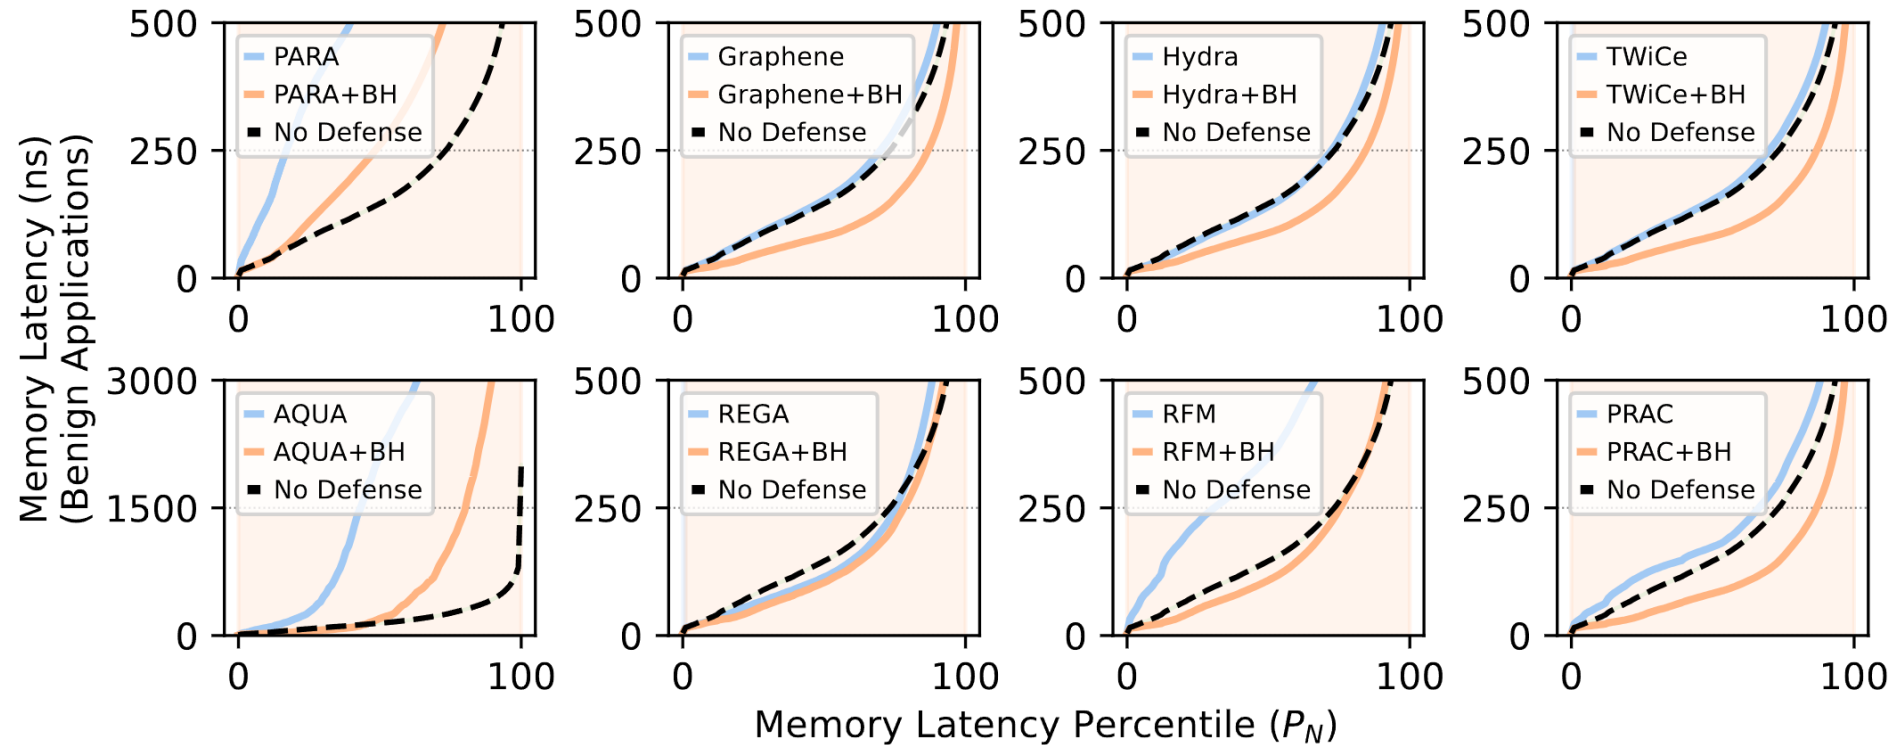 Memory Latency (ns)
(Benign Applications)
500
250
0
0
100
PARA
PARA+BH
No Defense
500
250
0
0
100
Graphene
Graphene+BH
No Defense
500
250
0
0
100
Hydra
Hydra+BH
No Defense
500
250
0
0
100
TWiCe
TWiCe+BH
No Defense
3000
1500
0
0
100
AQUA
AQUA+BH
No Defense
500
250
0
0
100
REGA
REGA+BH
No Defense
500
250
0
0
100
RFM
RFM+BH
No Defense
500
250
0
0
100
PRAC
PRAC+BH
No Defense
Memory Latency Percentile (P_N)